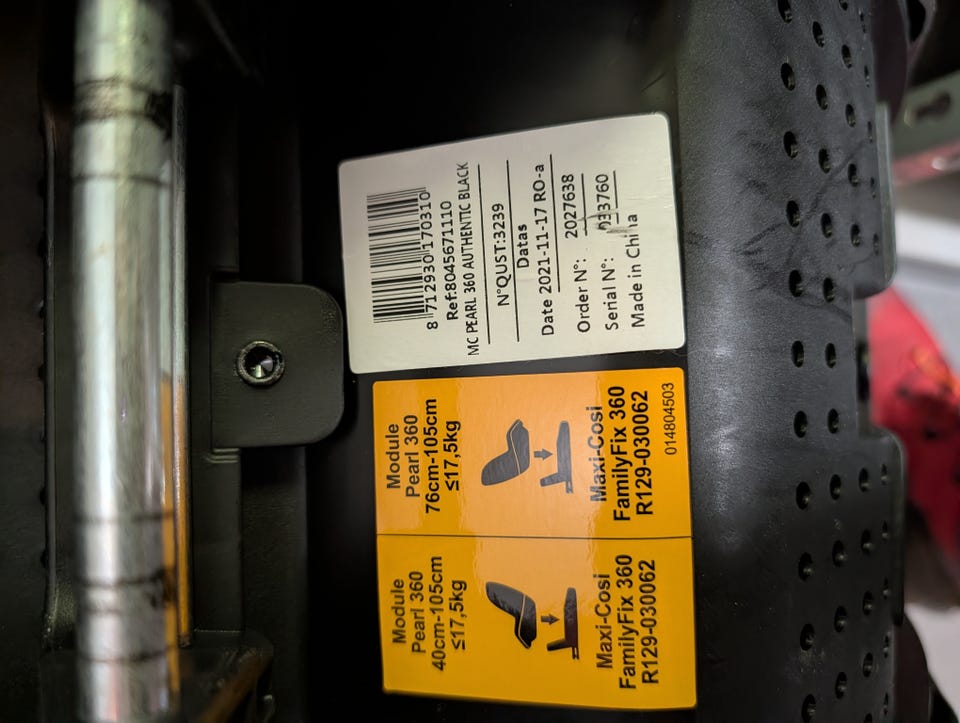 8 712930 170310
Ref:8045671110
MC PEARL 360 AUTHENTIC BLACK
N°QUST:3239
Datas
Date 2021-11-17 RO-a
Order N°: 2027638
Serial N°: 033760
Made in China
Module
Pearl 360
40cm-105cm
≤17,5kg
Maxi-Cosi
FamilyFix 360
R129-030062
Module
Pearl 360
76cm-105cm
≤17,5kg
Maxi-Cosi
FamilyFix 360
R129-030062
014804503